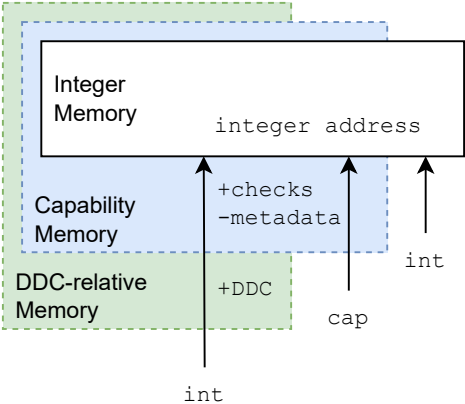 Integer
Memory
integer address
+checks
-metadata
Capability
Memory
int
DDC-relative
Memory
+DDC
cap
int